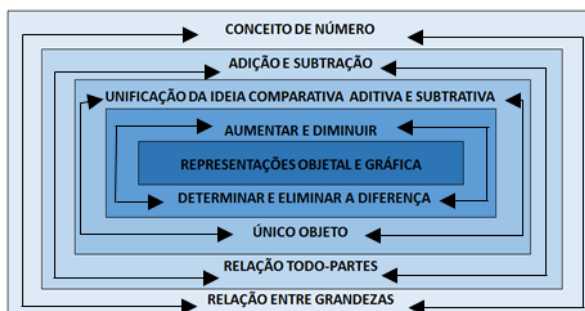 CONCEITO DE NÚMERO
ADIÇÃO E SUBTRAÇÃO
UNIFICAÇÃO DA IDEIA COMPARATIVA ADITIVA E SUBTRATIVA
AUMENTAR E DIMINUIR
REPRESENTAÇÕES OBJETAL E GRÁFICA
DETERMINAR E ELIMINAR A DIFERENÇA
ÚNICO OBJETO
RELAÇÃO TODO-PARTES
RELAÇÃO ENTRE GRANDEZAS